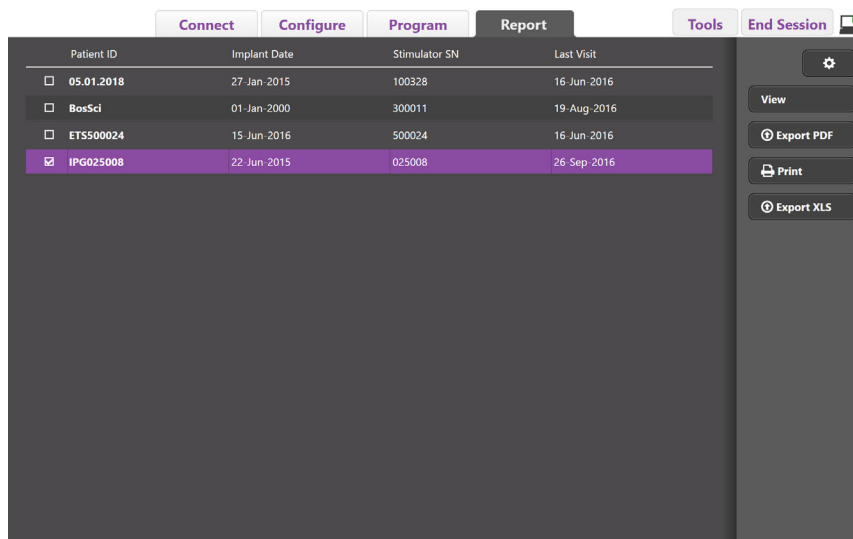 Connect Configure Program Report Tools End Session
Patient ID Implant Date Stimulator SN Last Visit
05.01.2018 27-Jan-2015 100328 16-Jun-2016
BosSci 01-Jan-2000 300011 19-Aug-2016
ETS500024 15-Jun-2016 500024 16-Jun-2016
IPG025008 22-Jun-2015 025008 26-Sep-2016
View
Export PDF
Print
Export XLS